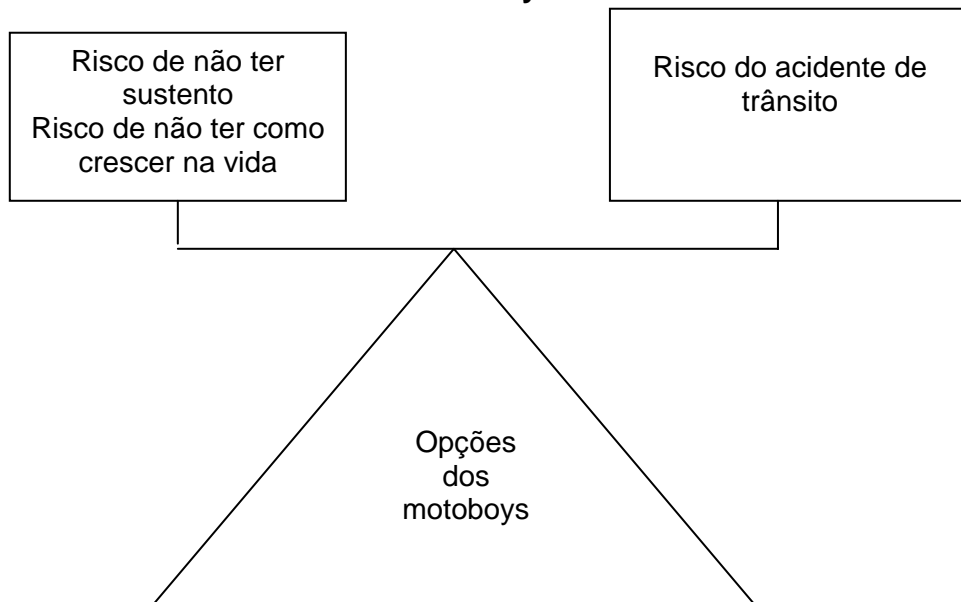 Risco de não ter
sustento
Risco de não ter como
crescer na vida
Risco do acidente de
trânsito
Opções
dos
motoboys